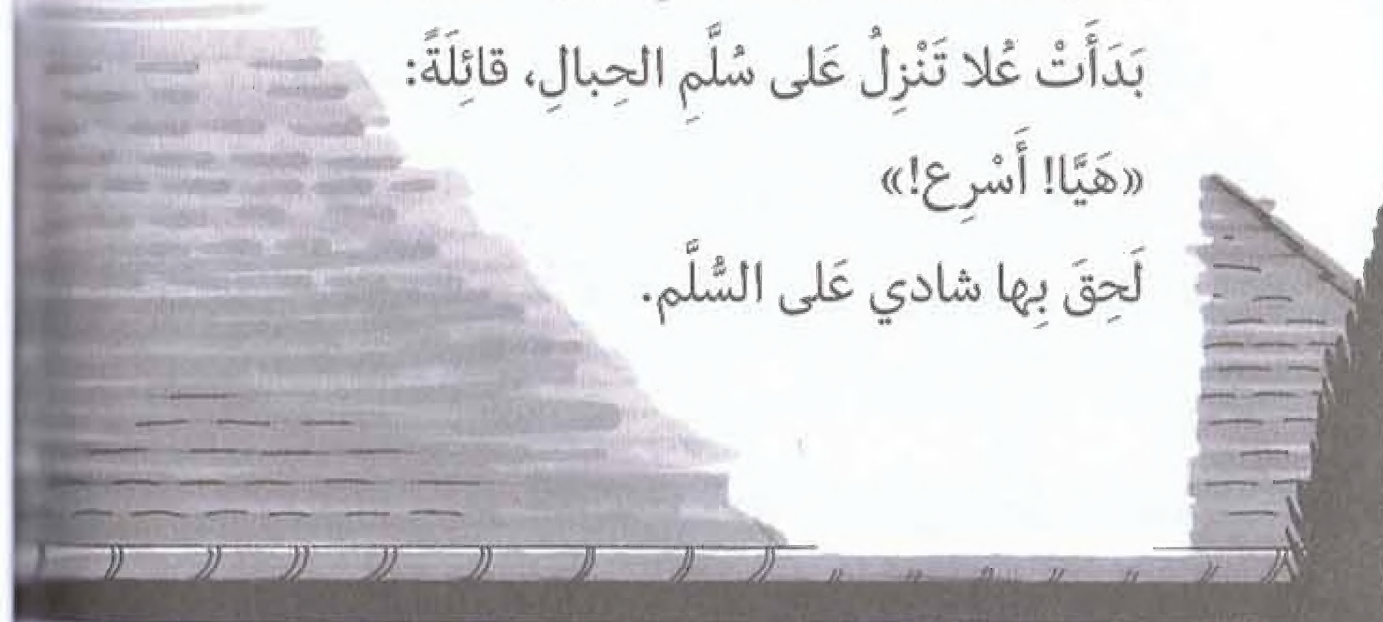 بَدَأَتْ عُلا تَنْزِلُ عَلى سُلَّمِ الحِبالِ، قائِلَةً:
«هَيَّا! أَسْرِع!»
لَحِقَ بِها شادي عَلى السُّلَّم.